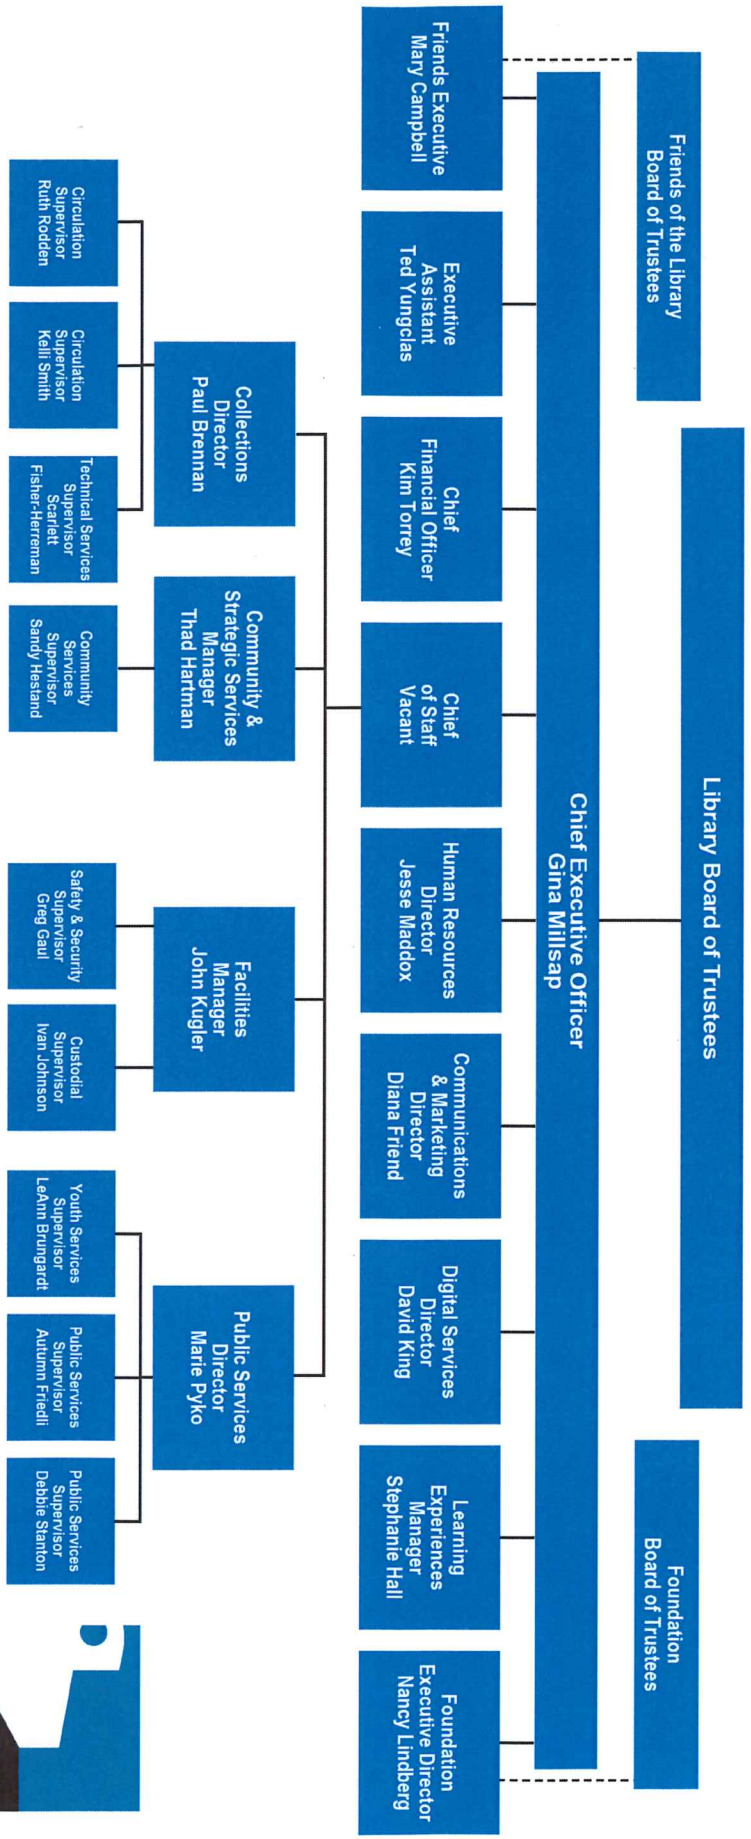 Library Board of Trustees
Friends of the Library
Board of Trustees
Foundation
Board of Trustees
Chief Executive Officer
Gina Millsap
Friends Executive
Mary Campbell
Executive
Assistant
Ted Yungclas
Chief
Financial Officer
Kim Torrey
Chief
of Staff
Vacant
Human Resources
Director
Jesse Maddox
Communications
& Marketing
Director
Diana Friend
Digital Services
Director
David King
Learning
Experiences
Manager
Stephanie Hall
Foundation
Executive Director
Nancy Lindberg
Collections
Director
Paul Brennan
Community &
Strategic Services
Manager
Thad Hartman
Facilities
Manager
John Kugler
Public Services
Director
Marie Pyko
Circulation
Supervisor
Ruth Rodden
Circulation
Supervisor
Kelli Smith
Technical Services
Supervisor
Scarlett
Fisher-Herreman
Community
Services
Supervisor
Sandy Hestand
Safety & Security
Supervisor
Greg Gaul
Custodial
Supervisor
Ivan Johnson
Youth Services
Supervisor
LeAnn Brungardt
Public Services
Supervisor
Autumn Friedli
Public Services
Supervisor
Debbie Stanton